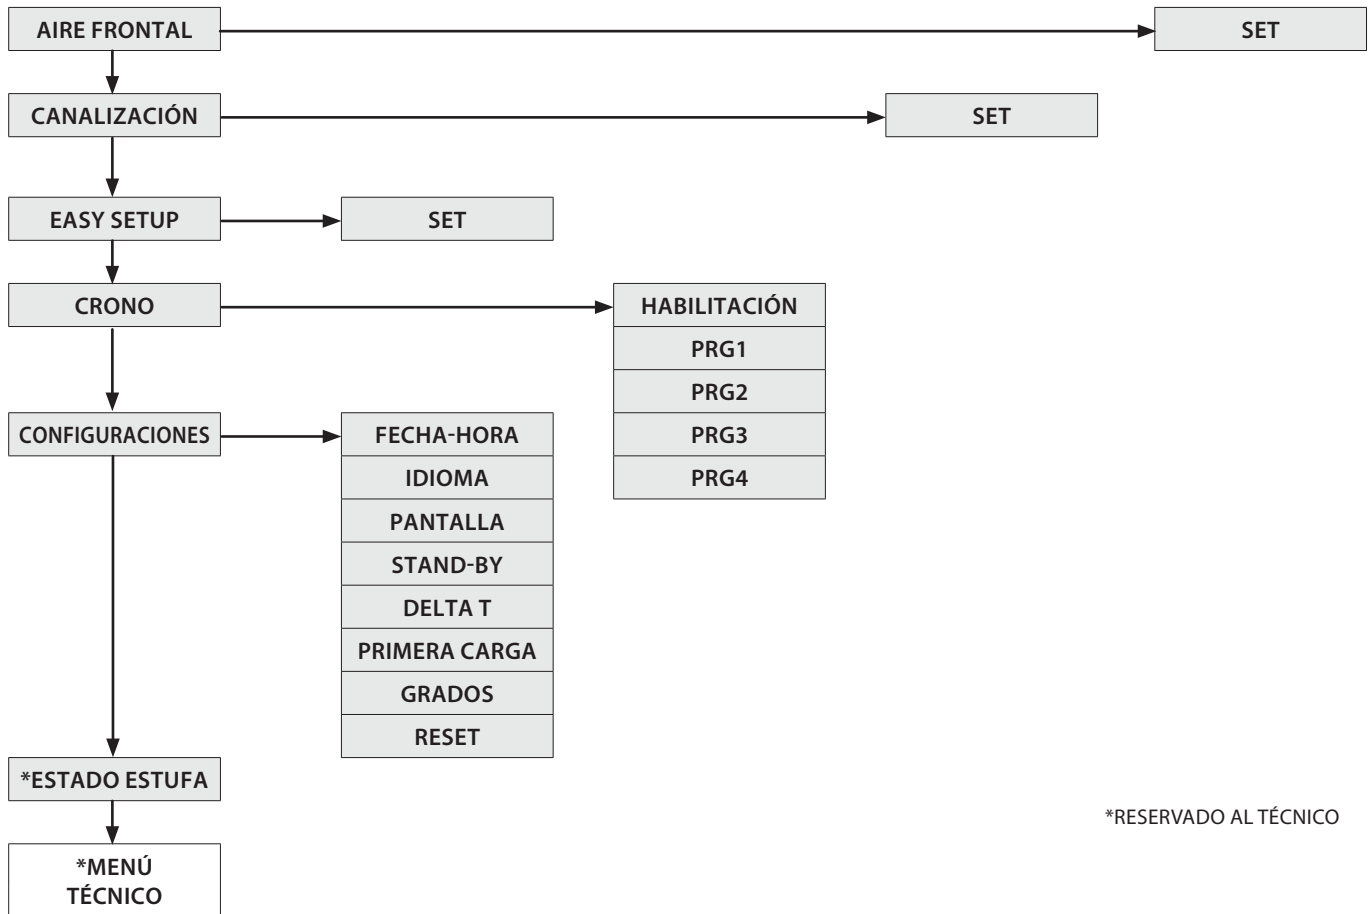 AIRE FRONTAL
SET
CANALIZACIÓN
SET
EASY SETUP
SET
CRONO
HABILITACIÓN
PRG1
PRG2
PRG3
PRG4
CONFIGURACIONES
FECHA-HORA
IDIOMA
PANTALLA
STAND-BY
DELTA T
PRIMERA CARGA
GRADOS
RESET
*ESTADO ESTUFA
*MENÚ
TÉCNICO
*RESERVADO AL TÉCNICO